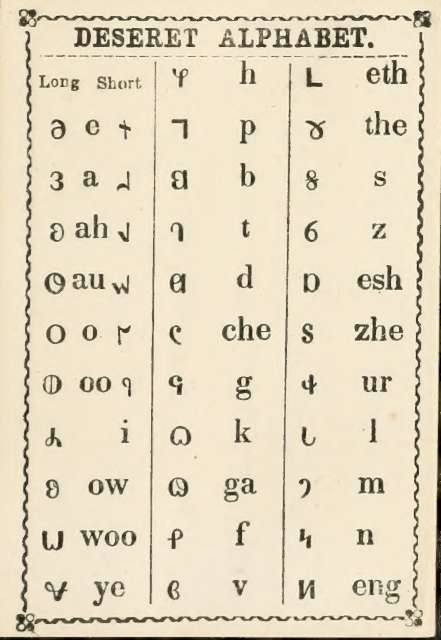 DESERET ALPHABET.
Long Short 𐐸 h 𐑃 eth
𐐨 e 𐐮 𐐹 p 𐑄 the
𐐩 a 𐐯 𐐺 b 𐑅 s
𐐪 ah 𐐰 𐐻 t 𐑆 z
𐐫 au 𐐱 𐐼 d 𐑇 esh
𐐬 o 𐐲 𐐽 che 𐑈 zhe
𐐭 oo 𐐳 𐐾 g 𐑉 ur
𐐴 i 𐐿 k 𐑊 l
𐐵 ow 𐑀 ga 𐑋 m
𐐶 woo 𐑁 f 𐑌 n
𐐷 ye 𐑂 v 𐑍 eng